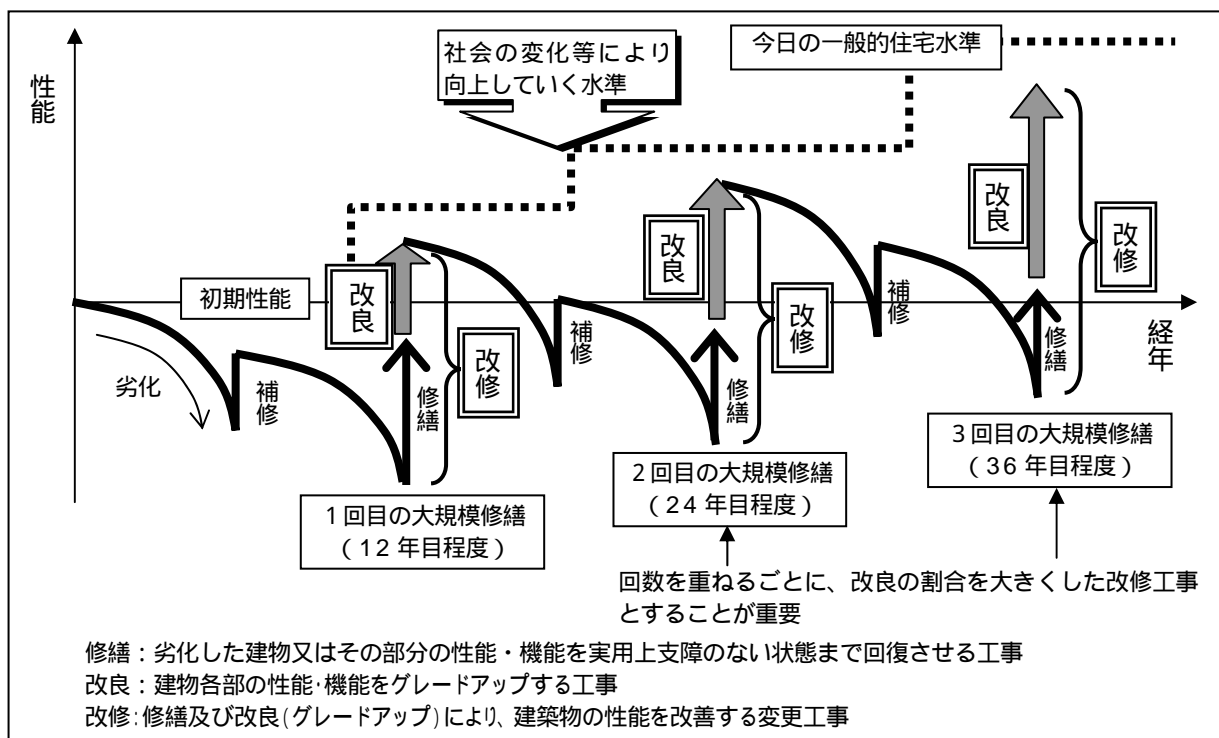 性能
社会の変化等により
向上していく水準
今日の一般的住宅水準
初期性能
劣化
補修
改良
修繕
改修
補修
改良
修繕
改修
補修
改良
修繕
改修
経年
1回目の大規模修繕
(12年目程度)
2回目の大規模修繕
(24年目程度)
3回目の大規模修繕
(36年目程度)
回数を重ねるごとに、改良の割合を大きくした改修工事
とすることが重要
修繕:劣化した建物又はその部分の性能・機能を実用上支障のない状態まで回復させる工事
改良:建物各部の性能・機能をグレードアップする工事
改修:修繕及び改良(グレードアップ)により、建築物の性能を改善する変更工事